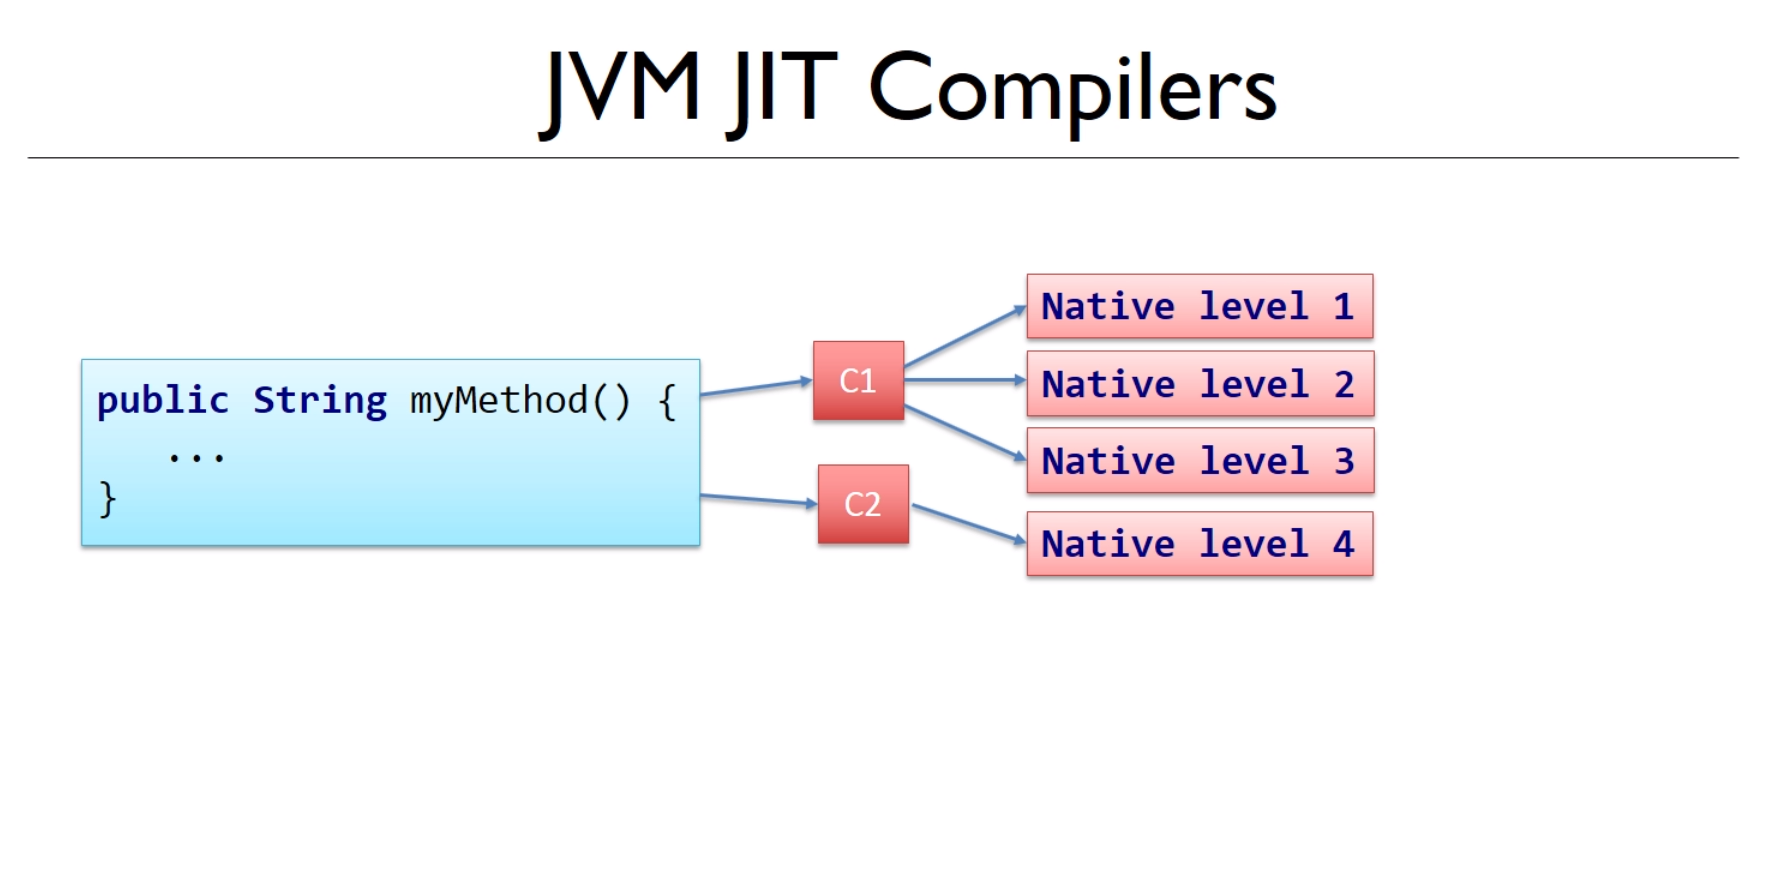 JVM JIT Compilers
public String myMethod() {
...
}
C1
C2
Native level 1
Native level 2
Native level 3
Native level 4